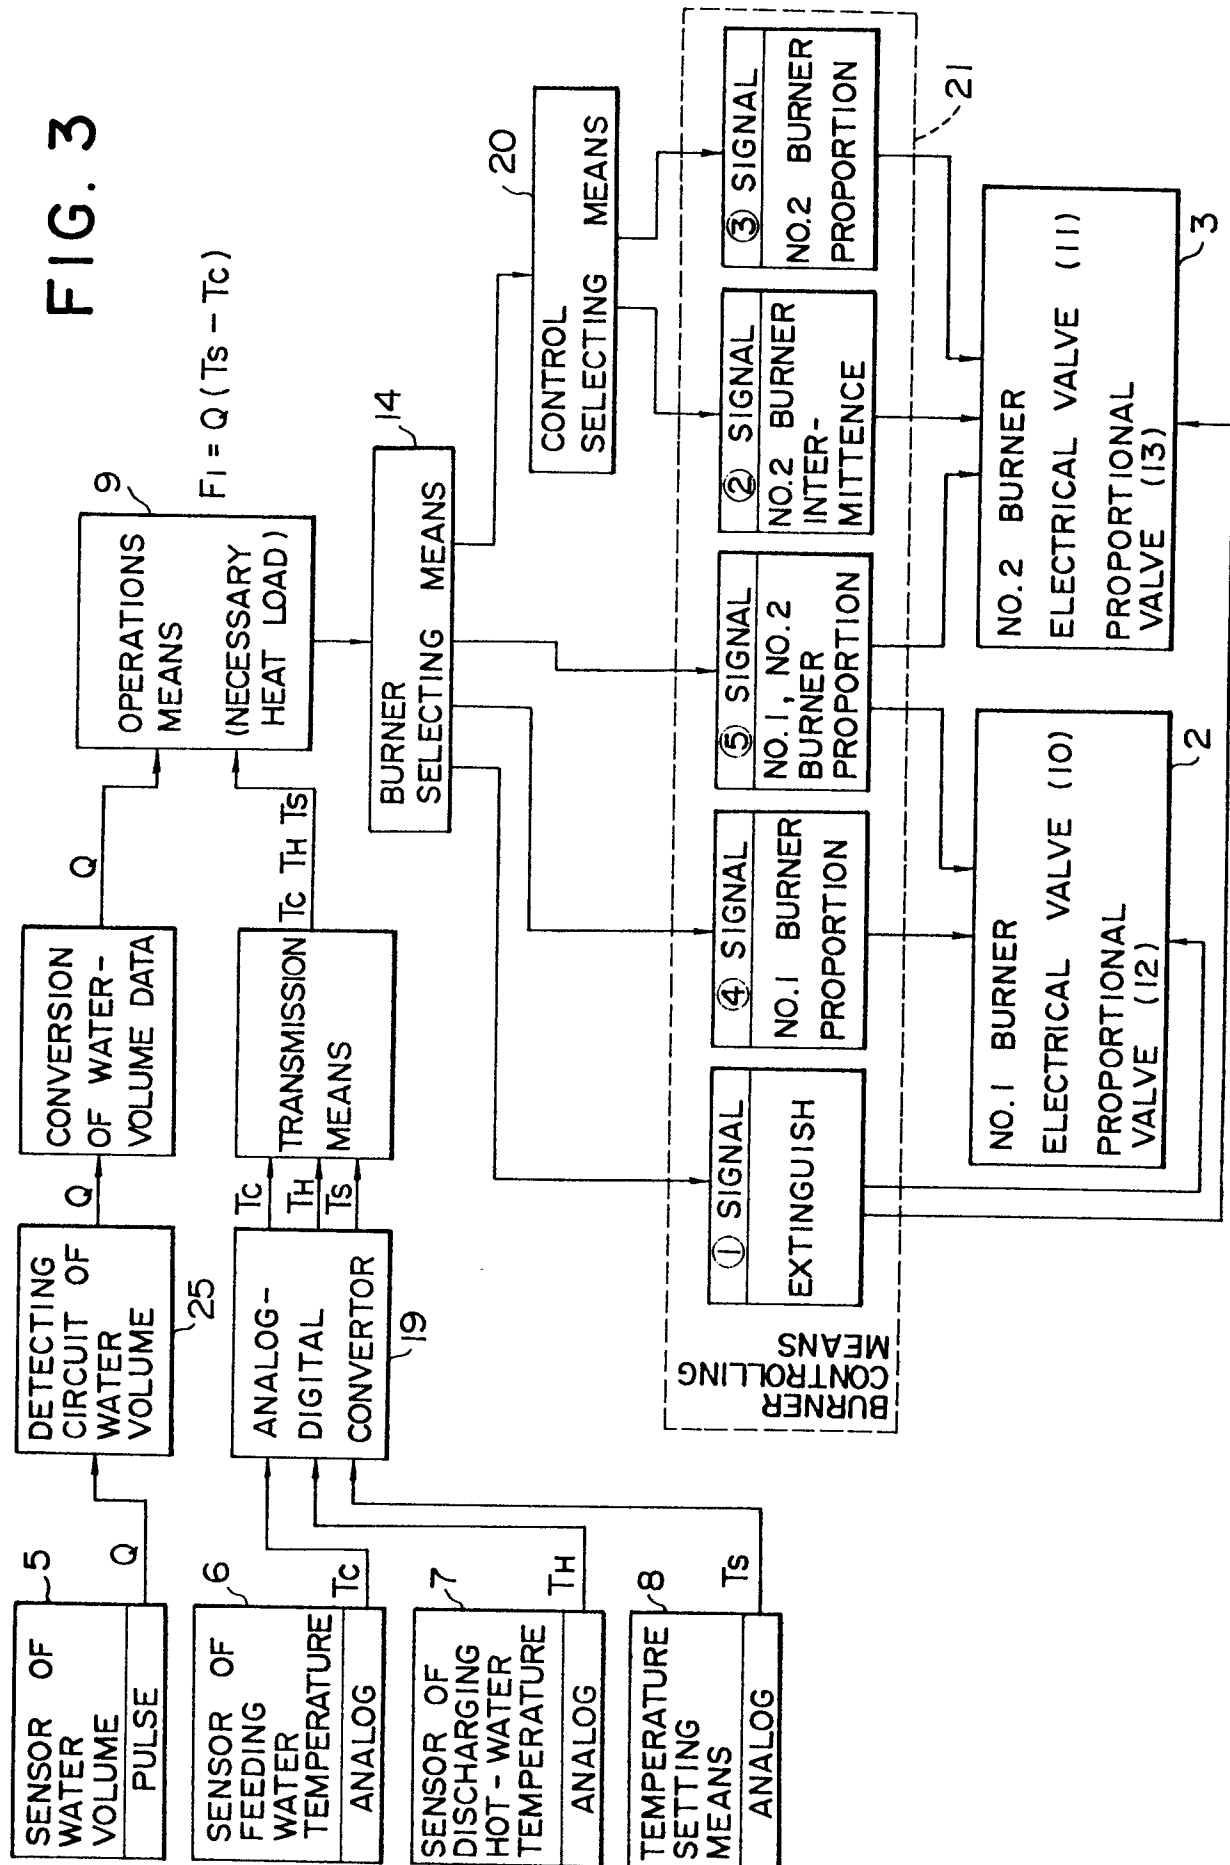 FIG. 3
SENSOR OF
WATER
VOLUME
PULSE
5
Q
DETECTING
CIRCUIT OF
WATER
VOLUME
25
Q
CONVERSION
OF WATER-
VOLUME DATA
Q
SENSOR OF
FEEDING
WATER
TEMPERATURE
ANALOG
6
Tc
SENSOR OF
DISCHARGING
HOT-WATER
TEMPERATURE
ANALOG
7
TH
TEMPERATURE
SETTING
MEANS
ANALOG
8
Ts
ANALOG-
DIGITAL
CONVERTOR
19
Tc
TH
Ts
TRANSMISSION
MEANS
Tc TH Ts
OPERATIONS
MEANS
(NECESSARY
HEAT LOAD)
9
F1 = Q (Ts - Tc)
BURNER
SELECTING MEANS
14
CONTROL
SELECTING MEANS
20
BURNER
CONTROLLING
MEANS
21
① SIGNAL
EXTINGUISH
④ SIGNAL
NO.1 BURNER
PROPORTION
⑤ SIGNAL
NO.1, NO.2
BURNER
PROPORTION
② SIGNAL
NO.2 BURNER
INTER-
MITTENCE
③ SIGNAL
NO.2 BURNER
PROPORTION
NO.1 BURNER
ELECTRICAL VALVE (10)
PROPORTIONAL
VALVE (12)
2
NO.2 BURNER
ELECTRICAL VALVE (11)
PROPORTIONAL
VALVE (13)
3